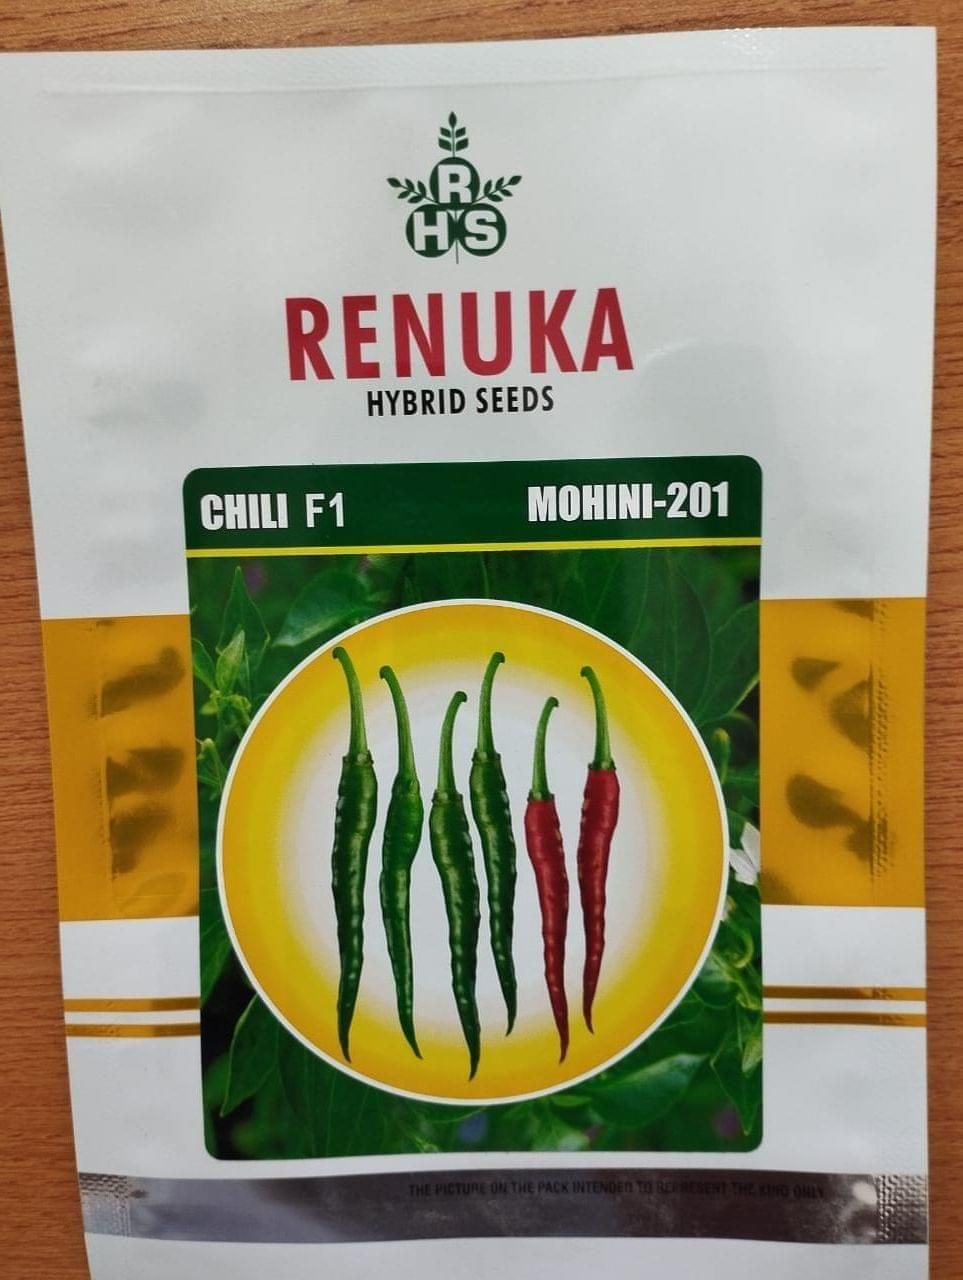 R
H S
RENUKA
HYBRID SEEDS
CHILI F1 MOHINI-201
THE PICTURE ON THE PACK INTENDED TO REPRESENT THE KIND ONLY